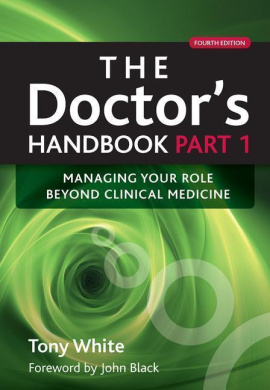 FOURTH EDITION
THE
Doctor's
HANDBOOK PART 1
MANAGING YOUR ROLE
BEYOND CLINICAL MEDICINE
Tony White
Foreword by John Black